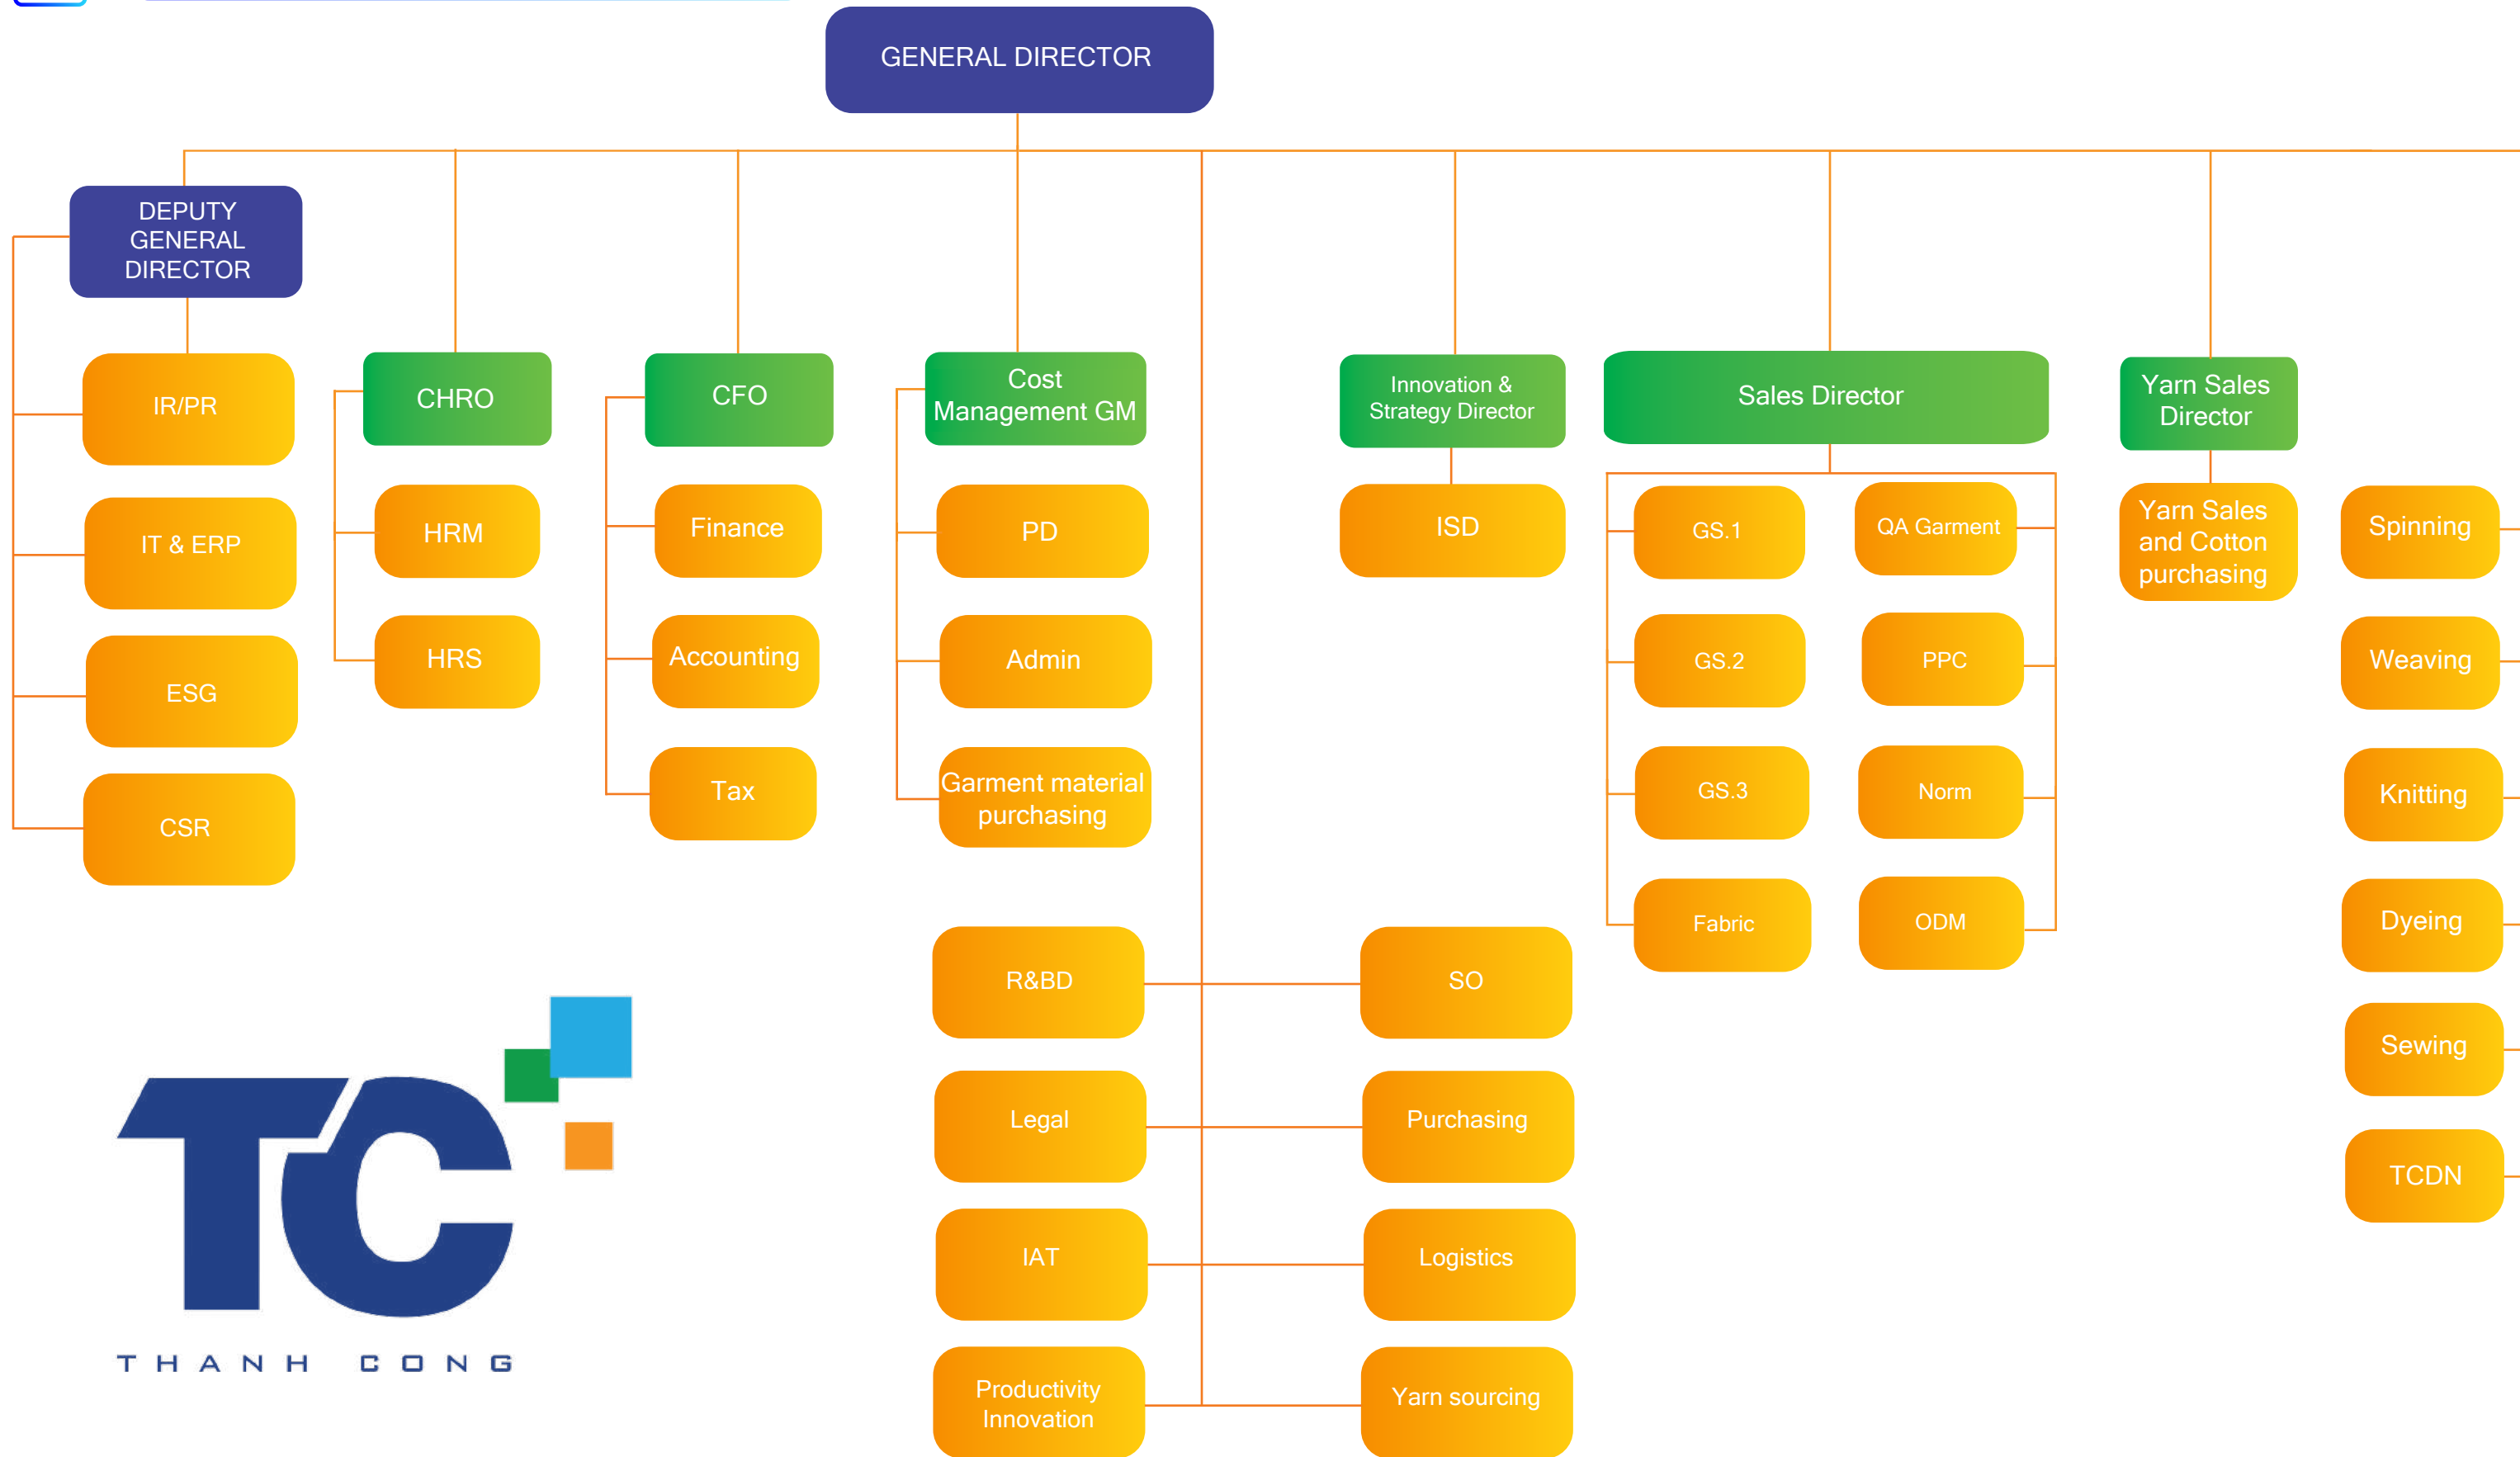 GENERAL DIRECTOR
DEPUTY
GENERAL
DIRECTOR
IR/PR
IT & ERP
ESG
CSR
CHRO
HRM
HRS
CFO
Finance
Accounting
Tax
Cost
Management GM
PD
Admin
Garment material
purchasing
R&BD
Legal
IAT
Productivity
Innovation
SO
Purchasing
Logistics
Yarn sourcing
Innovation &
Strategy Director
ISD
Sales Director
GS.1
GS.2
GS.3
Fabric
QA Garment
PPC
Norm
ODM
Yarn Sales
Director
Yarn Sales
and Cotton
purchasing
Spinning
Weaving
Knitting
Dyeing
Sewing
TCDN
TC
THANH CONG